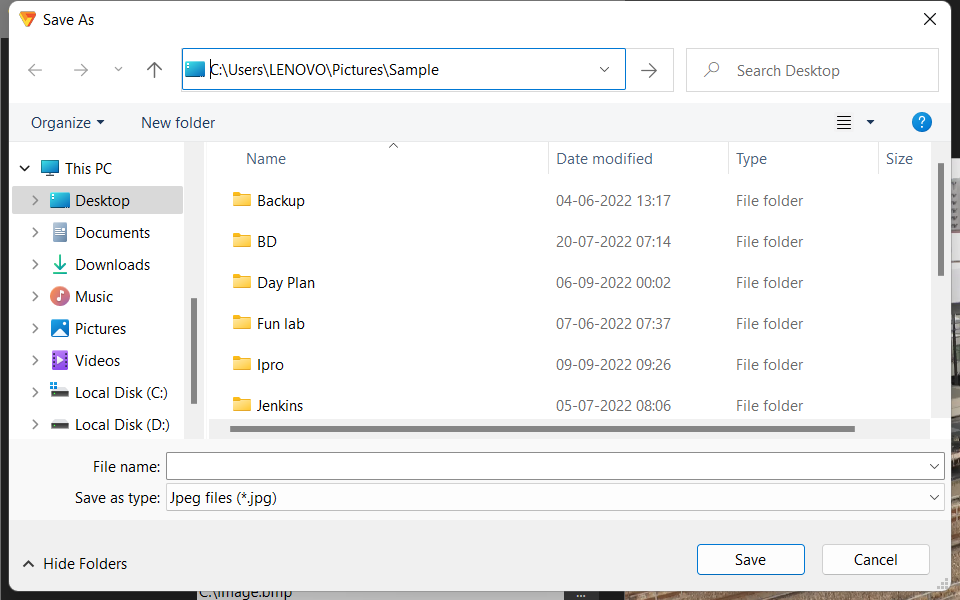 Save As
C:\Users\LENOVO\Pictures\Sample
Search Desktop
Organize
New folder
?
Name Date modified Type Size
This PC
Desktop
Documents
Downloads
Music
Pictures
Videos
Local Disk (C:)
Local Disk (D:)
Backup 04-06-2022 13:17 File folder
BD 20-07-2022 07:14 File folder
Day Plan 06-09-2022 00:02 File folder
Fun lab 07-06-2022 07:37 File folder
Ipro 09-09-2022 09:26 File folder
Jenkins 05-07-2022 08:06 File folder
File name:
Save as type: Jpeg files (*.jpg)
Hide Folders
Save
Cancel
C:\image.bmp
...